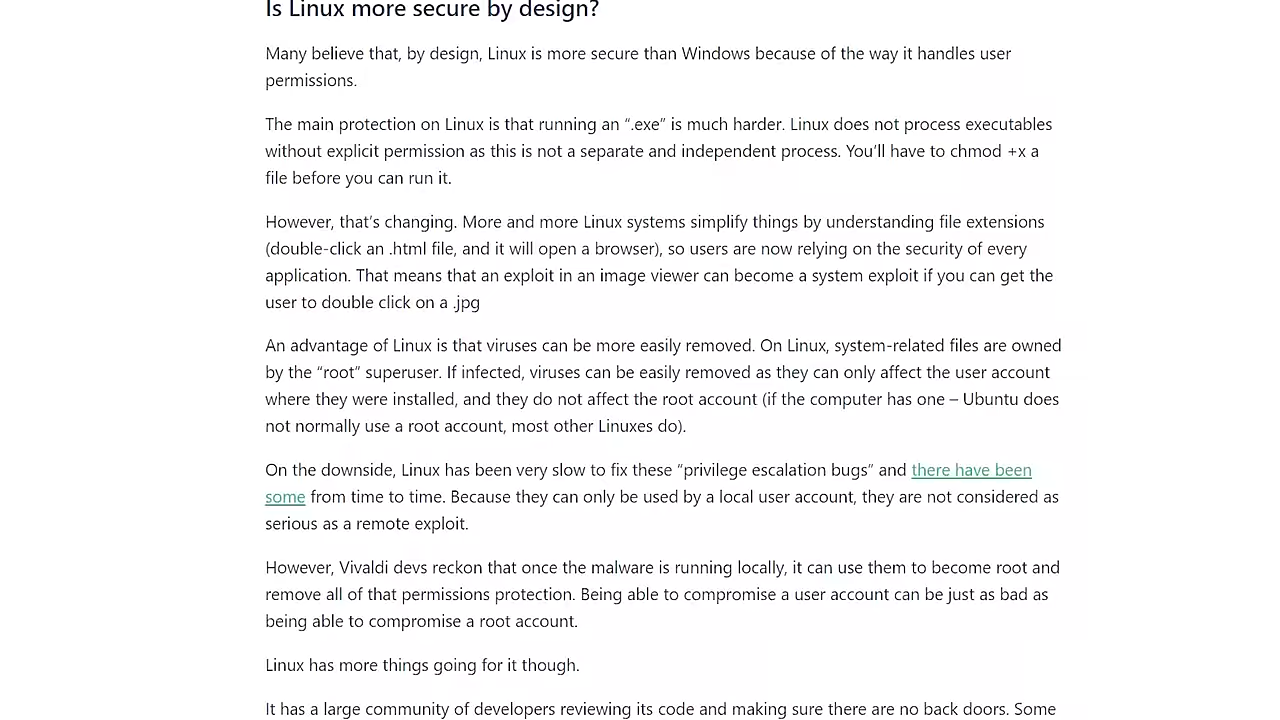 Is Linux more secure by design?
Many believe that, by design, Linux is more secure than Windows because of the way it handles user
permissions.
The main protection on Linux is that running an “.exe” is much harder. Linux does not process executables
without explicit permission as this is not a separate and independent process. You’ll have to chmod +x a
file before you can run it.
However, that’s changing. More and more Linux systems simplify things by understanding file extensions
(double-click an .html file, and it will open a browser), so users are now relying on the security of every
application. That means that an exploit in an image viewer can become a system exploit if you can get the
user to double click on a .jpg
An advantage of Linux is that viruses can be more easily removed. On Linux, system-related files are owned
by the “root” superuser. If infected, viruses can be easily removed as they can only affect the user account
where they were installed, and they do not affect the root account (if the computer has one – Ubuntu does
not normally use a root account, most other Linuxes do).
On the downside, Linux has been very slow to fix these “privilege escalation bugs” and there have been
some from time to time. Because they can only be used by a local user account, they are not considered as
serious as a remote exploit.
However, Vivaldi devs reckon that once the malware is running locally, it can use them to become root and
remove all of that permissions protection. Being able to compromise a user account can be just as bad as
being able to compromise a root account.
Linux has more things going for it though.
It has a large community of developers reviewing its code and making sure there are no back doors. Some